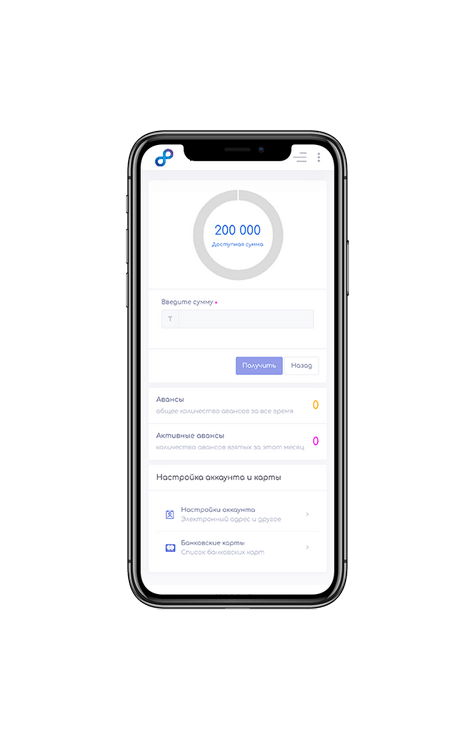 200 000
Доступная сумма
Введите сумму
₸
Получить
Назад
Авансы
0
общее количество авансов за все время
Активные авансы
0
количество авансов взятых за этот месяц
Настройка аккаунта и карты
Настройки аккаунта
Электронный адрес и другое
Банковские карты
Список банковских карт